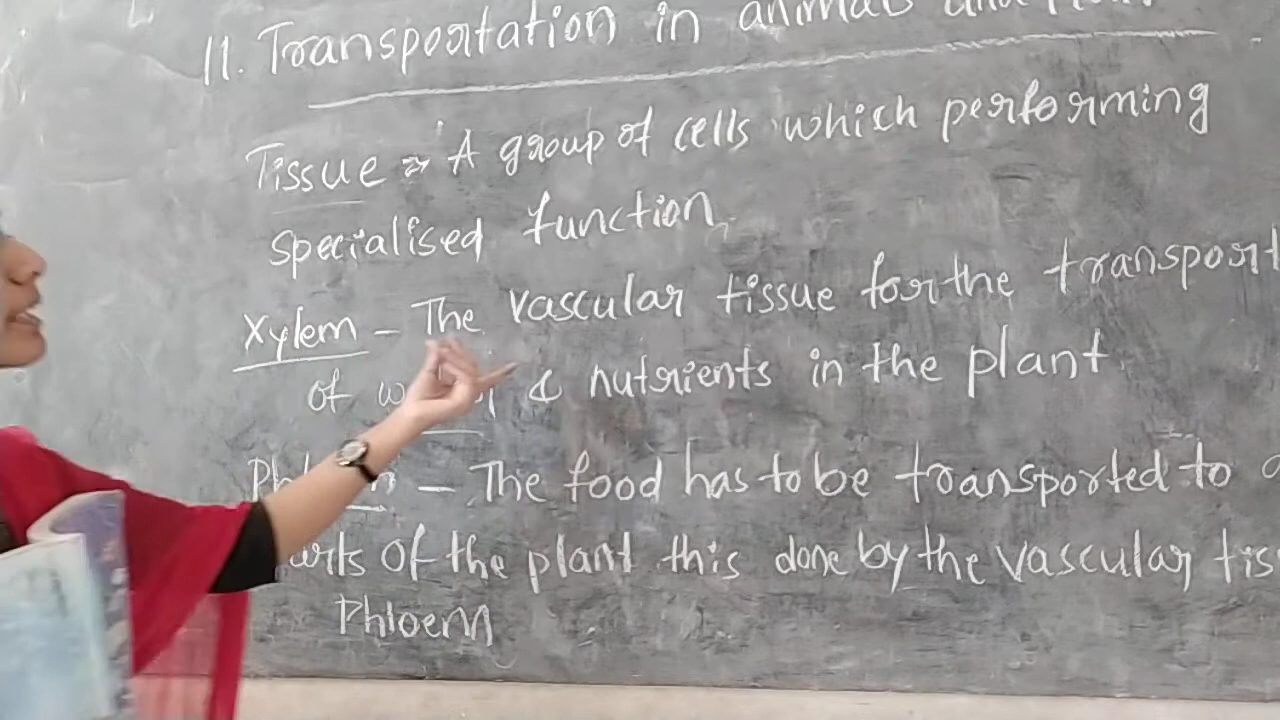 11. Transportation in animals and
Tissue ⇒ A group of cells which performing
specialised function.
Xylem - The vascular tissue for the transport
of & nutrients in the plant
- The food has to be transported to
of the plant this done by the vascular
Phloem